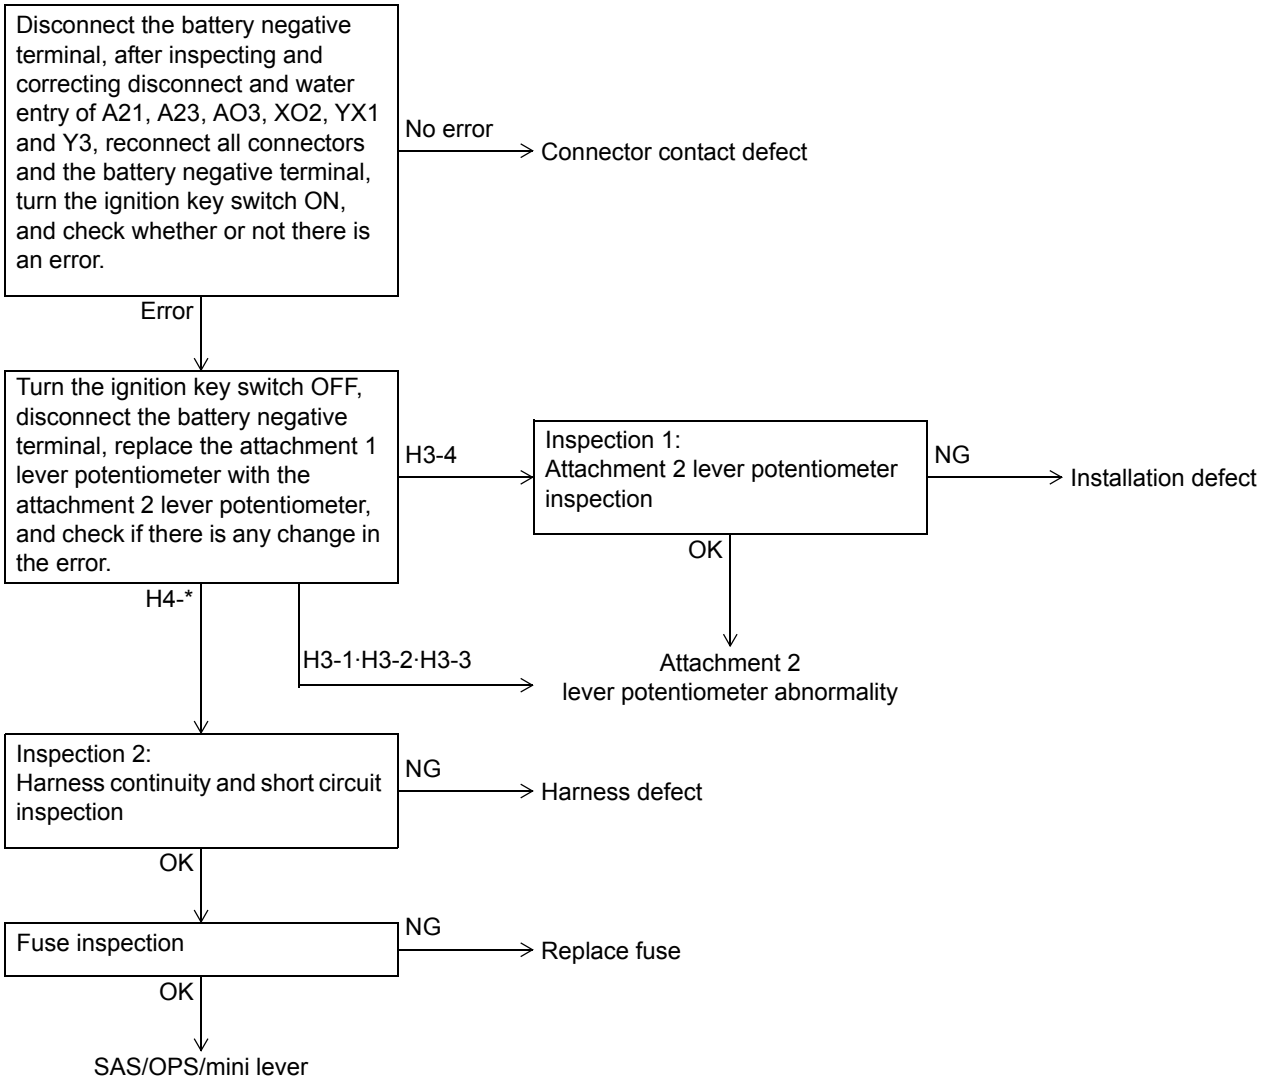 Disconnect the battery negative
terminal, after inspecting and
correcting disconnect and water
entry of A21, A23, AO3, XO2, YX1
and Y3, reconnect all connectors
and the battery negative terminal,
turn the ignition key switch ON,
and check whether or not there is
an error.
No error
Connector contact defect
Error
Turn the ignition key switch OFF,
disconnect the battery negative
terminal, replace the attachment 1
lever potentiometer with the
attachment 2 lever potentiometer,
and check if there is any change in
the error.
H3-4
Inspection 1:
Attachment 2 lever potentiometer
inspection
NG
Installation defect
OK
H4-*
H3-1·H3-2·H3-3
Attachment 2
lever potentiometer abnormality
Inspection 2:
Harness continuity and short circuit
inspection
NG
Harness defect
OK
Fuse inspection
NG
Replace fuse
OK
SAS/OPS/mini lever